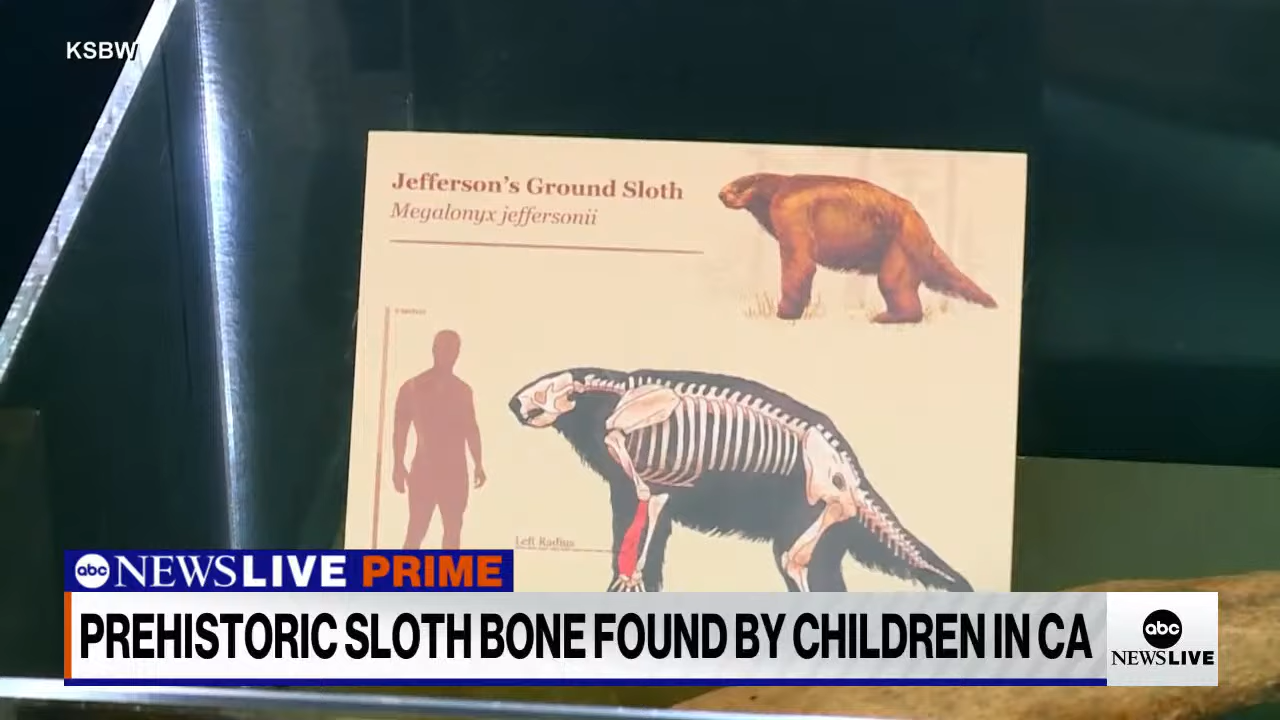 KSBW
Jefferson's Ground Sloth
Megalonyx jeffersonii
Left Radius
abc NEWS LIVE PRIME
PREHISTORIC SLOTH BONE FOUND BY CHILDREN IN CA
abc
NEWS LIVE